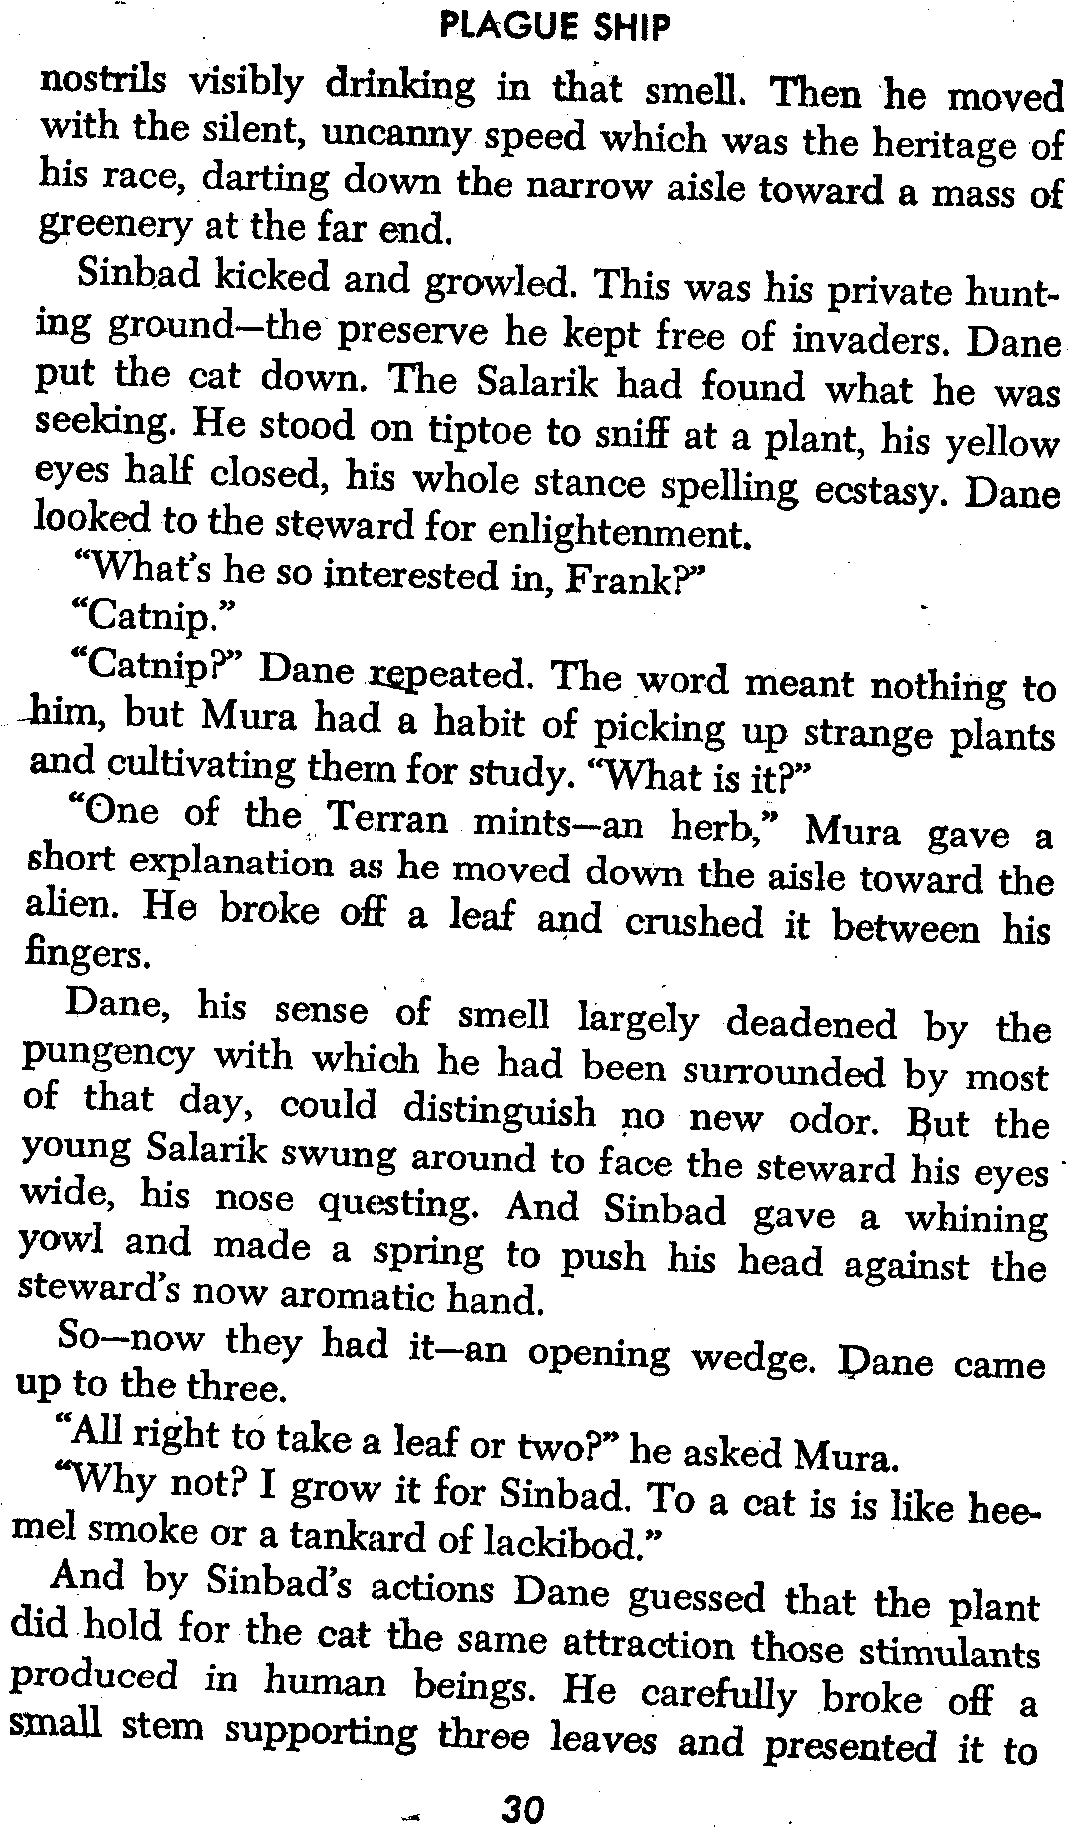 PLAGUE SHIP
nostrils visibly drinking in that smell. Then he moved
with the silent, uncanny speed which was the heritage of
his race, darting down the narrow aisle toward a mass of
greenery at the far end.
Sinbad kicked and growled. This was his private hunt-
ing ground—the preserve he kept free of invaders. Dane
put the cat down. The Salarik had found what he was
seeking. He stood on tiptoe to sniff at a plant, his yellow
eyes half closed, his whole stance spelling ecstasy. Dane
looked to the steward for enlightenment.
“What's he so interested in, Frank?”
“Catnip.”
“Catnip?” Dane repeated. The word meant nothing to
him, but Mura had a habit of picking up strange plants
and cultivating them for study. “What is it?”
“One of the Terran mints—an herb,” Mura gave a
short explanation as he moved down the aisle toward the
alien. He broke off a leaf and crushed it between his
fingers.
Dane, his sense of smell largely deadened by the
pungency with which he had been surrounded by most
of that day, could distinguish no new odor. But the
young Salarik swung around to face the steward his eyes
wide, his nose questing. And Sinbad gave a whining
yowl and made a spring to push his head against the
steward's now aromatic hand.
So—now they had it—an opening wedge. Dane came
up to the three.
“All right to take a leaf or two?” he asked Mura.
“Why not? I grow it for Sinbad. To a cat is is like hee-
mel smoke or a tankard of lackibod.”
And by Sinbad's actions Dane guessed that the plant
did hold for the cat the same attraction those stimulants
produced in human beings. He carefully broke off a
small stem supporting three leaves and presented it to
30